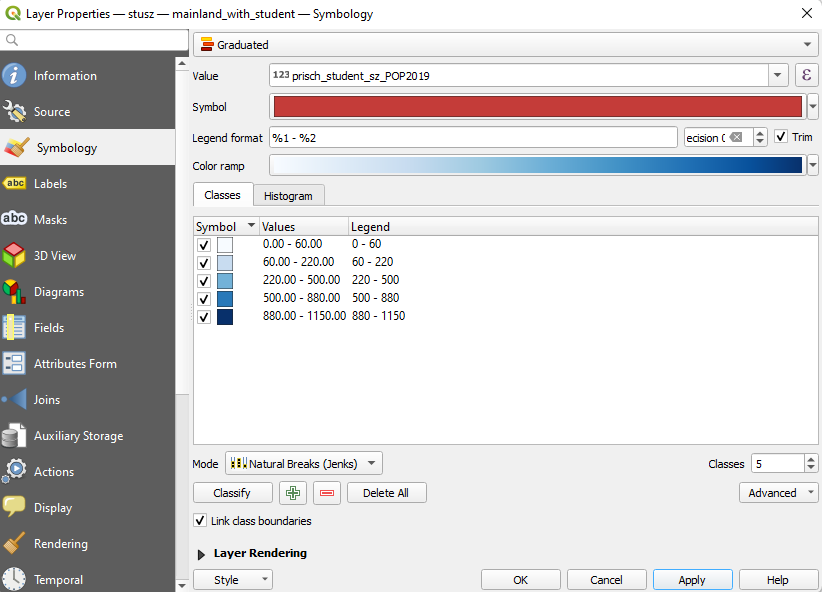 Layer Properties — stusz — mainland_with_student — Symbology
Information
Source
Symbology
abc Labels
abc Masks
3D View
Diagrams
Fields
Attributes Form
Joins
Auxiliary Storage
Actions
Display
Rendering
Temporal
Graduated
Value 123 prisch_student_sz_POP2019 ε
Symbol
Legend format %1 - %2 ecision ( Trim
Color ramp
Classes Histogram
Symbol Values Legend
0.00 - 60.00 0 - 60
60.00 - 220.00 60 - 220
220.00 - 500.00 220 - 500
500.00 - 880.00 500 - 880
880.00 - 1150.00 880 - 1150
Mode Natural Breaks (Jenks) Classes 5
Classify Delete All Advanced
Link class boundaries
Layer Rendering
Style OK Cancel Apply Help